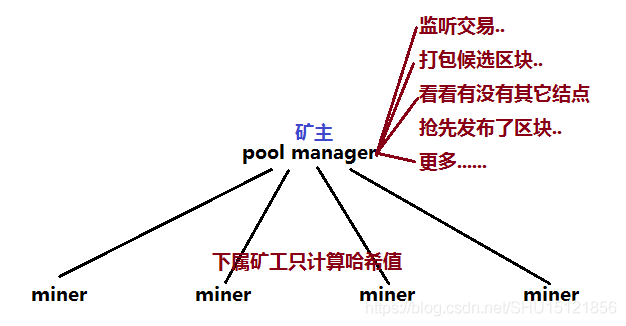 监听交易..
打包候选区块..
看看有没有其它结点
抢先发布了区块..
更多......
矿主
pool manager
下属矿工只计算哈希值
miner miner miner miner
https://blog.csdn.net/SHU15121856